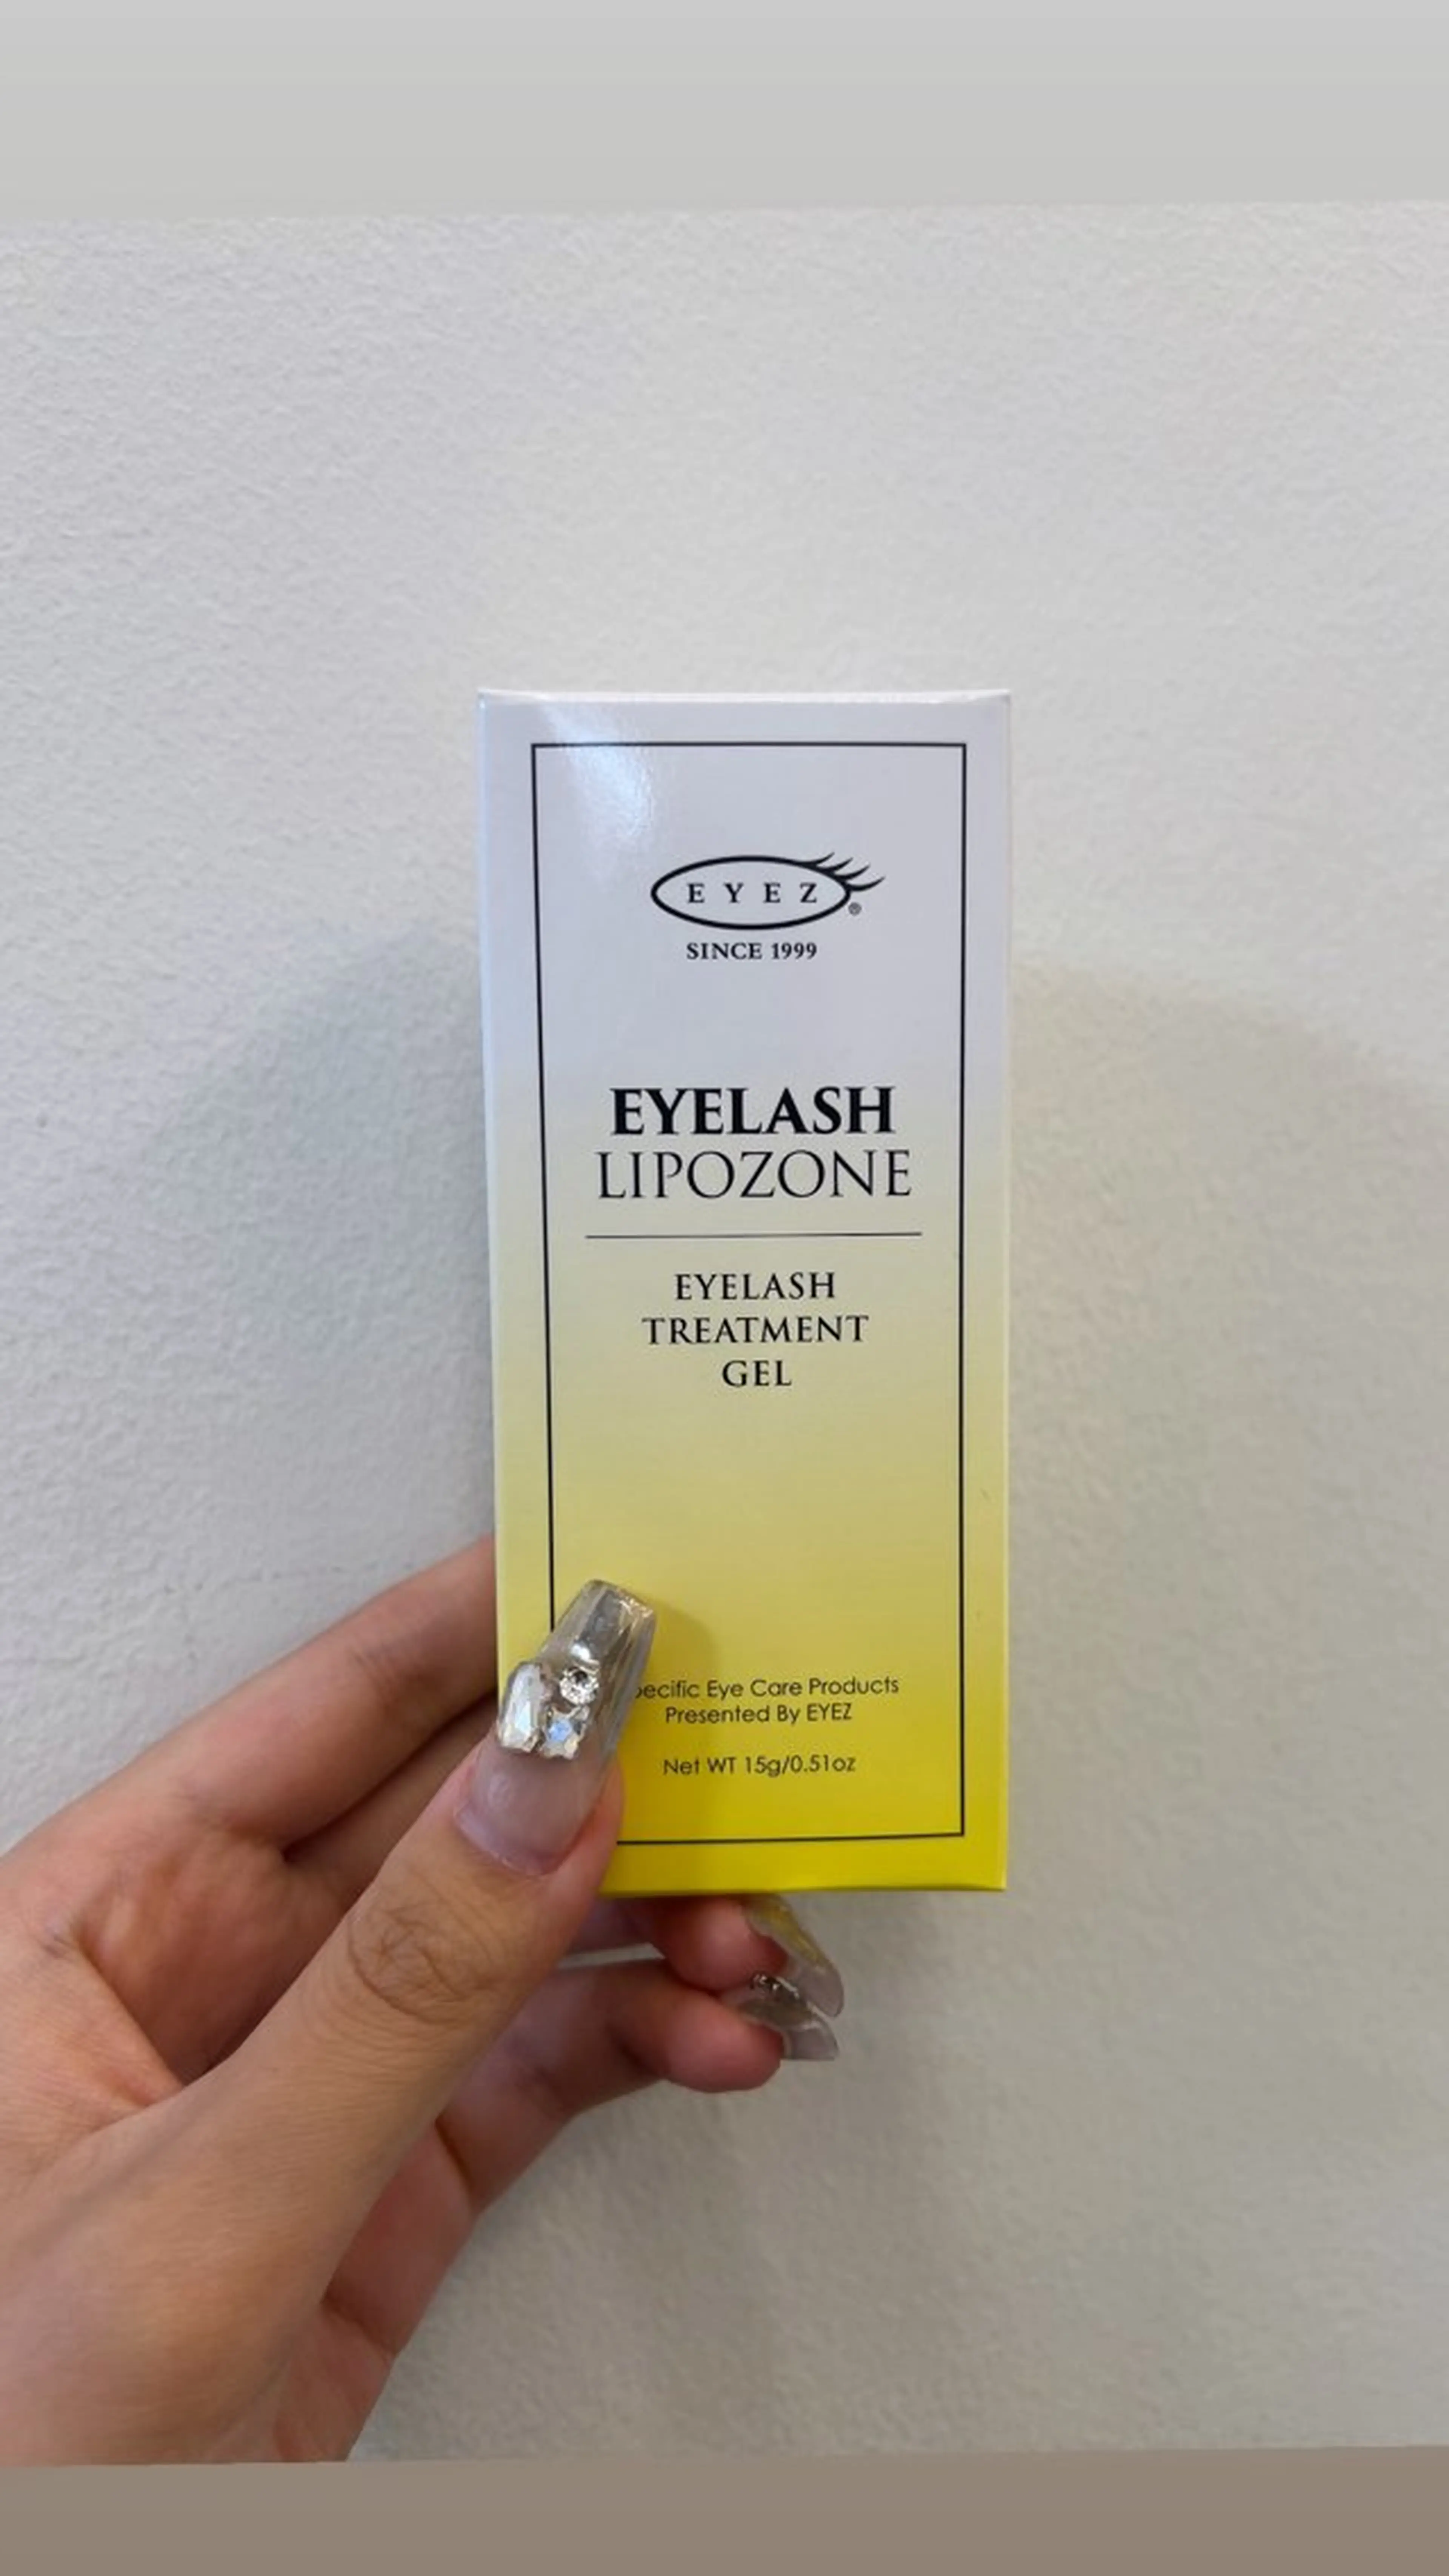 EYEZ®
SINCE 1999
EYELASH
LIPOZONE
EYELASH
TREATMENT
GEL
Eye Care Products
Presented By EYEZ
Net WT 15g/0.51oz